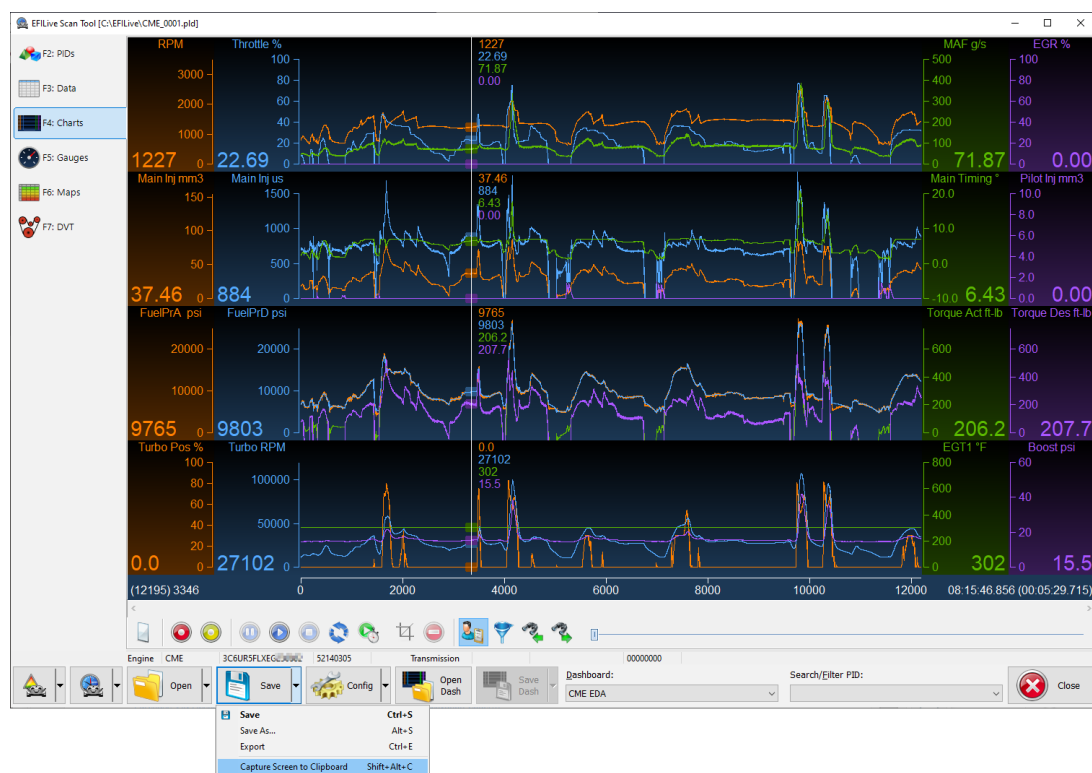 EFILive Scan Tool [C:\EFILive\CME_0001.pld]
F2: PIDs
F3: Data
F4: Charts
F5: Gauges
F6: Maps
F7: DVT
RPM Throttle % 1227 MAF g/s EGR %
22.69
71.87
0.00
3000 100 500 100
80 400 80
2000 60 300 60
1000 40 200 40
20 100 20
0 0 0 0
1227 22.69 71.87 0.00
Main Inj mm3 Main Inj us 37.46 Main Timing ° Pilot Inj mm3
884
6.43
0.00
150 1500 20.0 10.0
8.0
100 1000 10.0 6.0
50 500 0.0 4.0
2.0
0 0 -10.0 0.0
37.46 884 6.43 0.00
FuelPrA psi FuelPrD psi 9765 Torque Act ft-lb Torque Des ft-lb
9803
206.2
207.7
20000 20000 600 600
10000 10000 400 400
200 200
0 0 0 0
9765 9803 206.2 207.7
Turbo Pos % Turbo RPM 0.0 EGT1 °F Boost psi
27102
302
15.5
100 100000 800 60
80 600 40
60 50000 400 20
40 200
20
0 0 0 0
0.0 27102 302 15.5
(12195) 3346 0 2000 4000 6000 8000 10000 12000 08:15:46.856 (00:05:29.715)
Engine CME 52140305 Transmission 00000000
Open Save Config Open Dash Save Dash Dashboard: CME EDA Search/Filter PID: Close
Save Ctrl+S
Save As... Alt+S
Export Ctrl+E
Capture Screen to Clipboard Shift+Alt+C